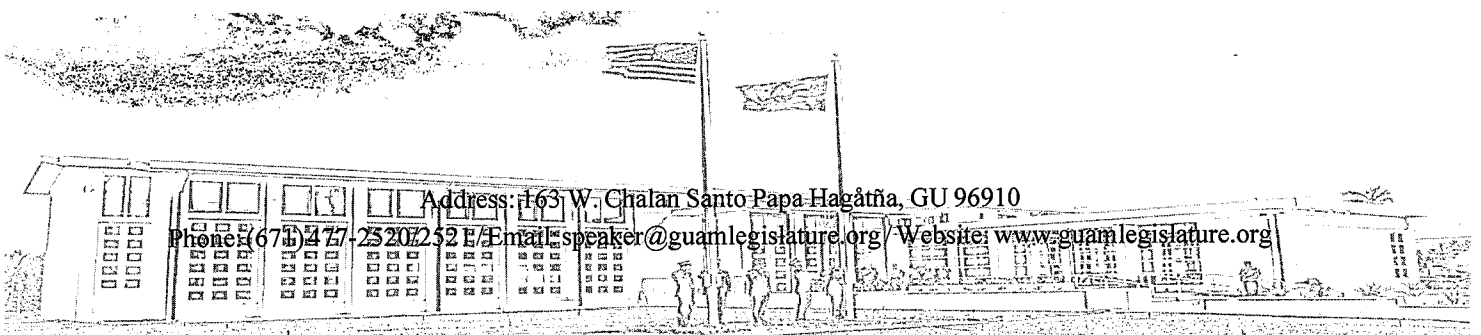 Address: 163 W. Chalan Santo Papa Hagåtña, GU 96910
Phone: (671) 477-2520/2521 / Email: speaker@guamlegislature.org / Website: www.guamlegislature.org